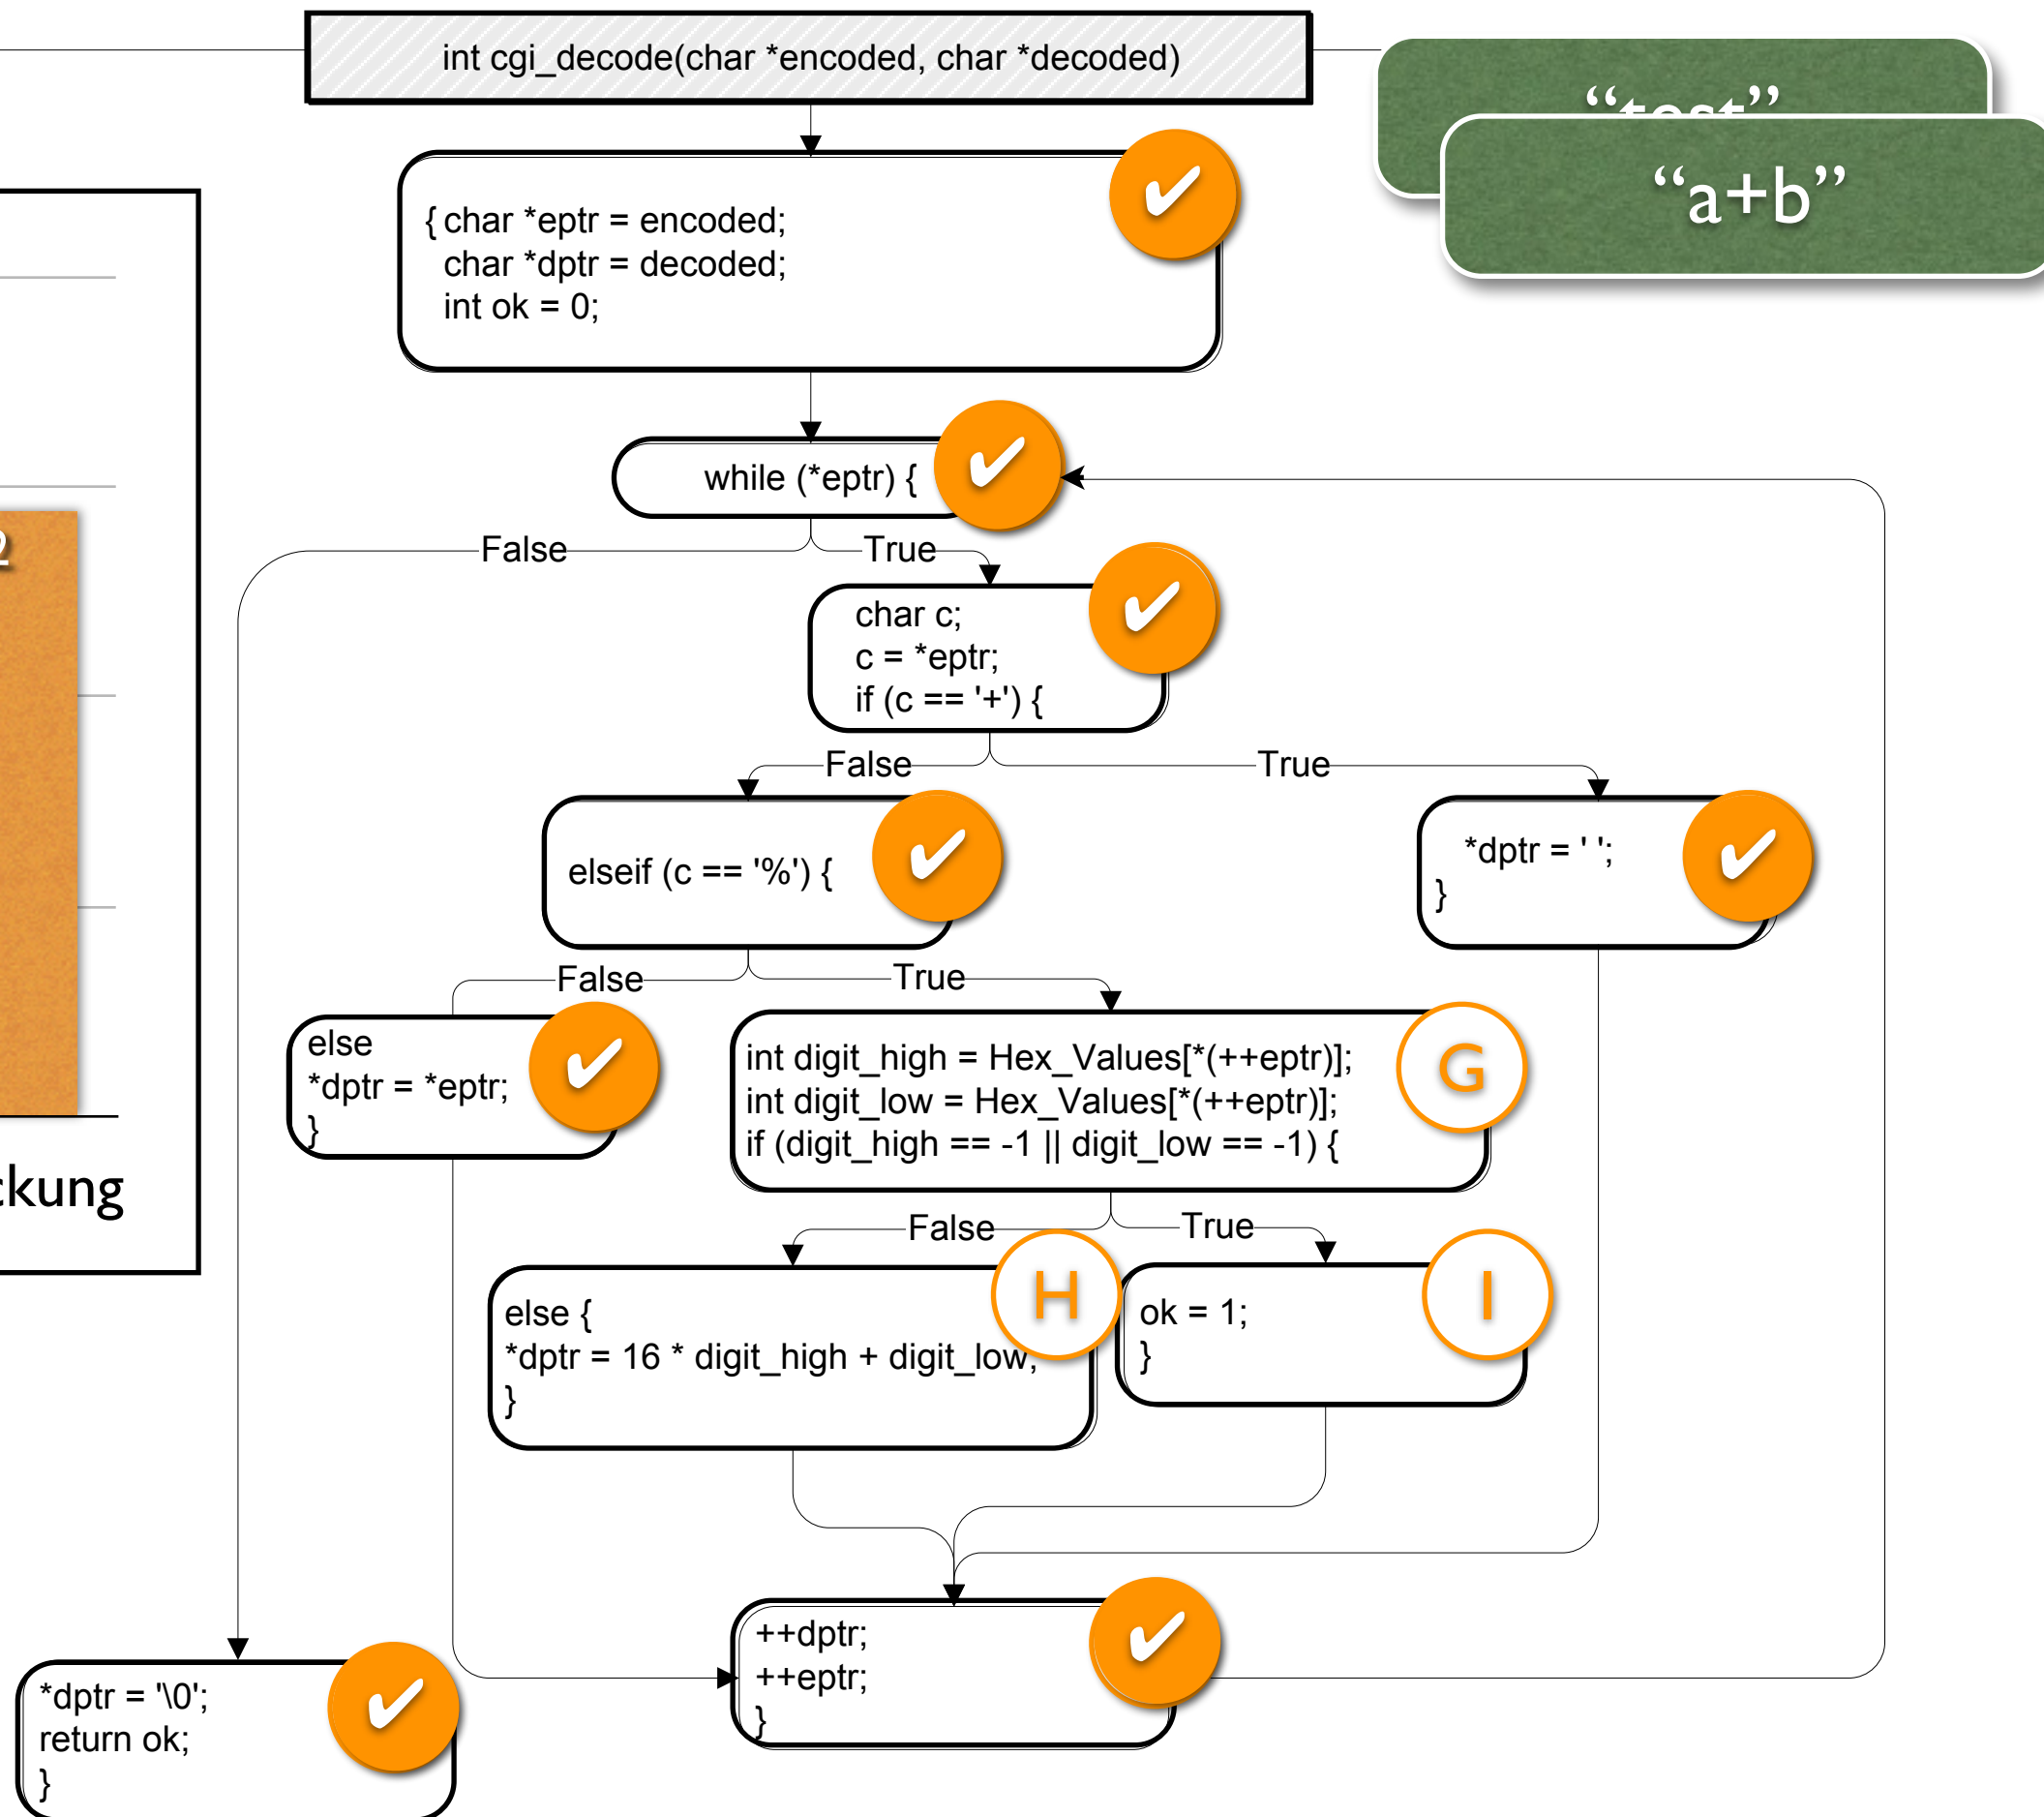 int cgi_decode(char *encoded, char *decoded)
“test”
“a+b”
✔
{ char *eptr = encoded;
char *dptr = decoded;
int ok = 0;
✔
while (*eptr) {
False
True
✔
char c;
c = *eptr;
if (c == '+') {
False
True
✔
elseif (c == '%') {
✔
*dptr = ' ';
}
False
True
✔
else
*dptr = *eptr;
}
G
int digit_high = Hex_Values[*(++eptr)];
int digit_low = Hex_Values[*(++eptr)];
if (digit_high == -1 || digit_low == -1) {
ckung
False
True
H
else {
*dptr = 16 * digit_high + digit_low;
}
I
ok = 1;
}
✔
++dptr;
++eptr;
}
✔
*dptr = '\0';
return ok;
}